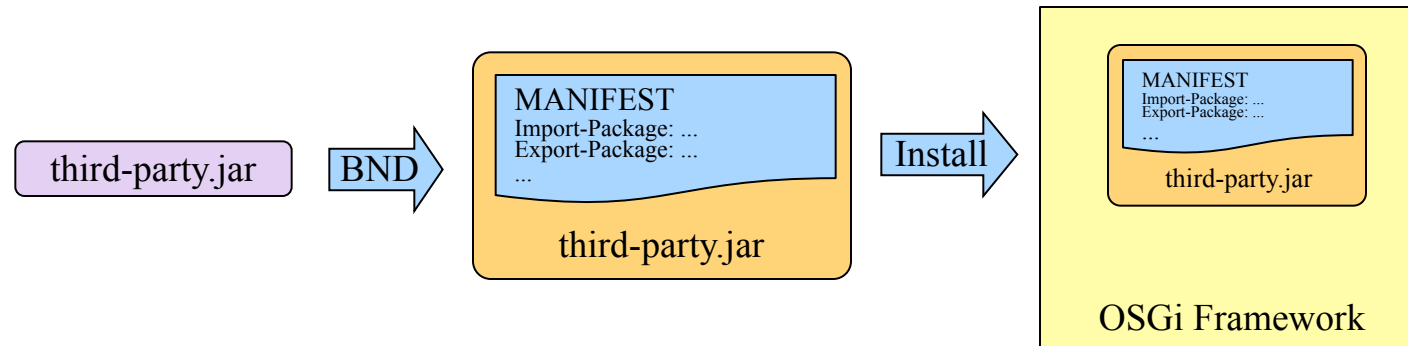 third-party.jar
BND
MANIFEST
Import-Package: ...
Export-Package: ...
...
third-party.jar
Install
MANIFEST
Import-Package: ...
Export-Package: ...
...
third-party.jar
OSGi Framework